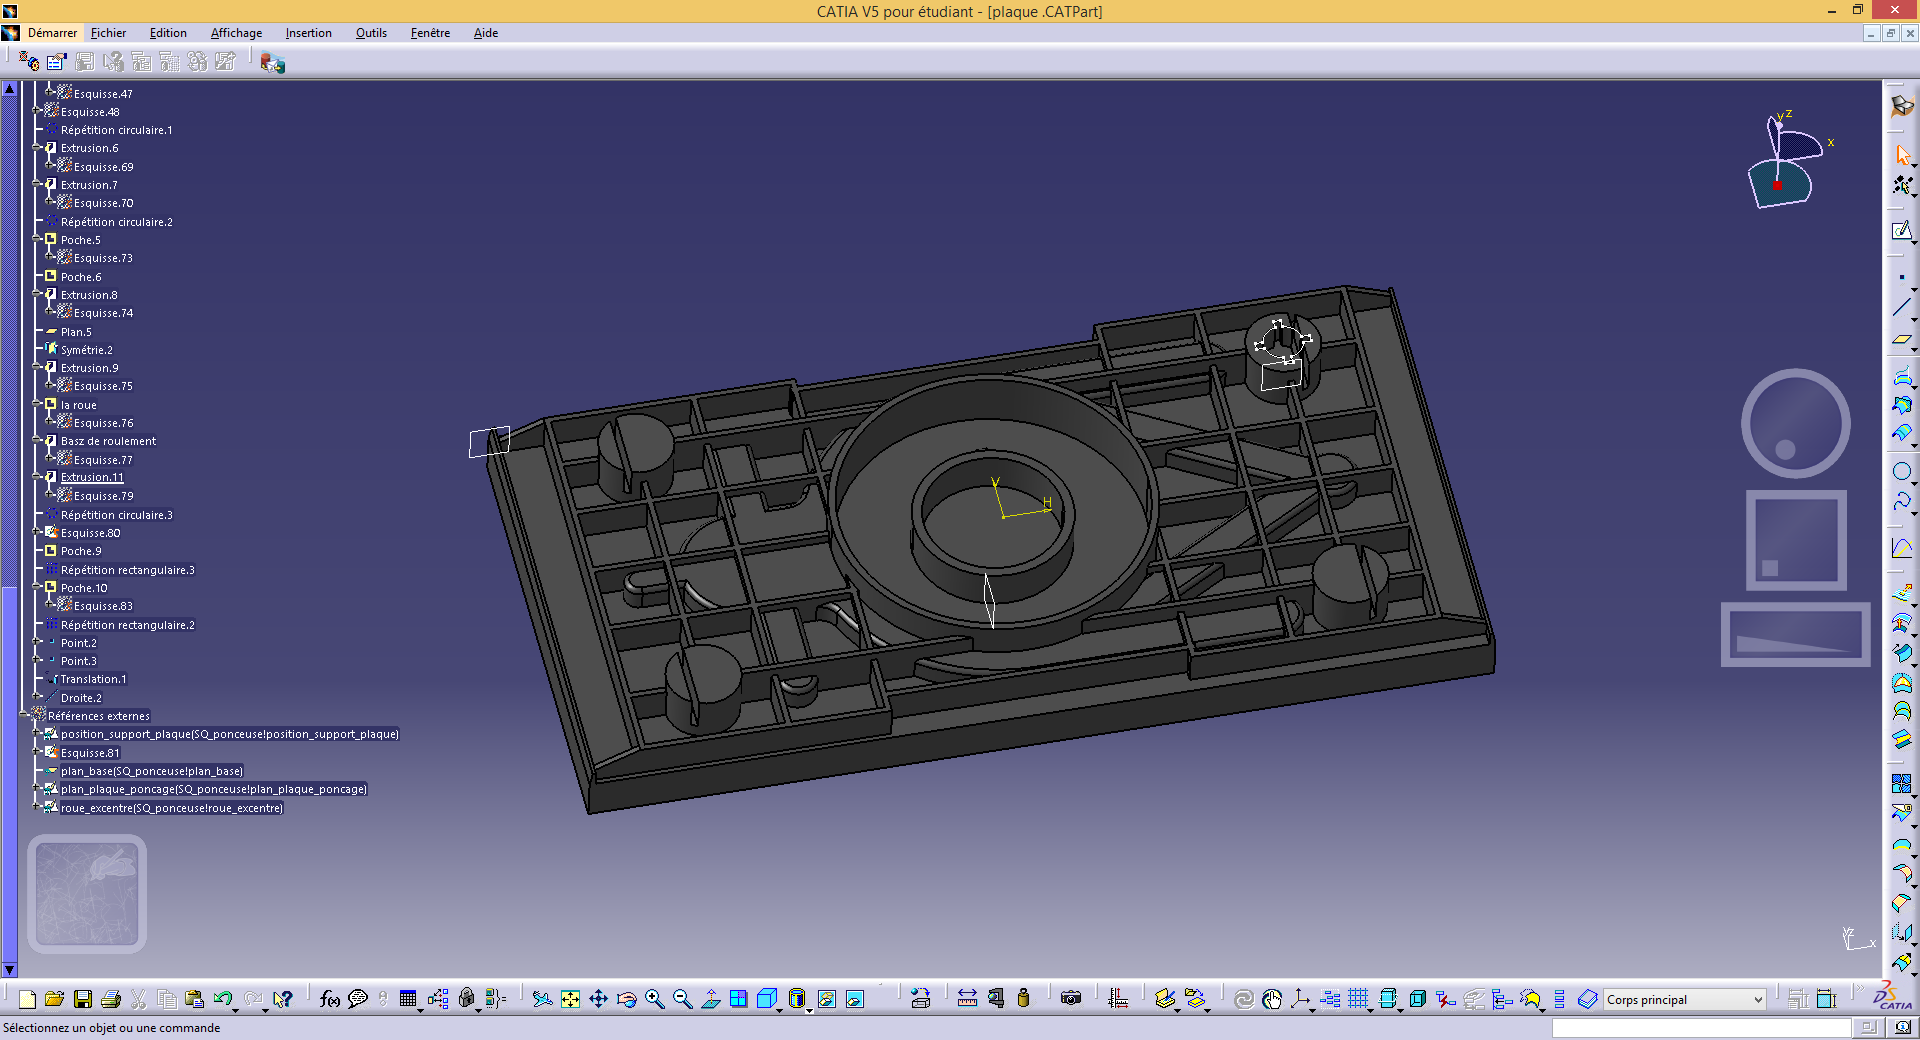 CATIA V5 pour étudiant - [plaque .CATPart]
Démarrer Fichier Edition Affichage Insertion Outils Fenêtre Aide
Esquisse.47
Esquisse.48
Répétition circulaire.1
Extrusion.6
Esquisse.69
Extrusion.7
Esquisse.70
Répétition circulaire.2
Poche.5
Esquisse.73
Poche.6
Extrusion.8
Esquisse.74
Plan.5
Symétrie.2
Extrusion.9
Esquisse.75
la roue
Esquisse.76
Basz de roulement
Esquisse.77
Extrusion.11
Esquisse.79
Répétition circulaire.3
Esquisse.80
Poche.9
Répétition rectangulaire.3
Poche.10
Esquisse.83
Répétition rectangulaire.2
Point.2
Point.3
Translation.1
Droite.2
Références externes
position_support_plaque(SQ_ponceuse!position_support_plaque)
Esquisse.81
plan_base(SQ_ponceuse!plan_base)
plan_plaque_poncage(SQ_ponceuse!plan_plaque_poncage)
roue_excentre(SQ_ponceuse!roue_excentre)
y z
x
V
H
y z
x
f(x)
Corps principal
CATIA
Sélectionnez un objet ou une commande